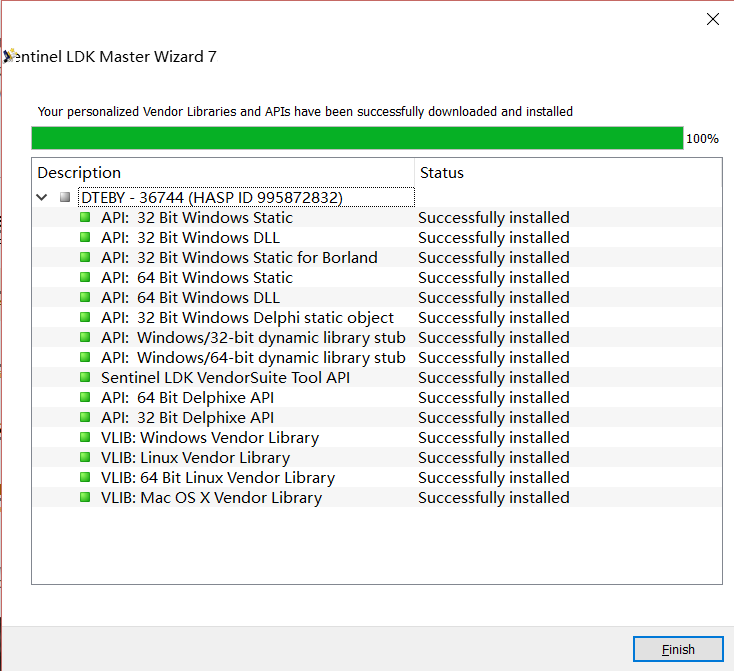 Sentinel LDK Master Wizard 7
Your personalized Vendor Libraries and APIs have been successfully downloaded and installed
100%
Description Status
DTEBY - 36744 (HASP ID 995872832)
API: 32 Bit Windows Static Successfully installed
API: 32 Bit Windows DLL Successfully installed
API: 32 Bit Windows Static for Borland Successfully installed
API: 64 Bit Windows Static Successfully installed
API: 64 Bit Windows DLL Successfully installed
API: 32 Bit Windows Delphi static object Successfully installed
API: Windows/32-bit dynamic library stub Successfully installed
API: Windows/64-bit dynamic library stub Successfully installed
Sentinel LDK VendorSuite Tool API Successfully installed
API: 64 Bit Delphixe API Successfully installed
API: 32 Bit Delphixe API Successfully installed
VLIB: Windows Vendor Library Successfully installed
VLIB: Linux Vendor Library Successfully installed
VLIB: 64 Bit Linux Vendor Library Successfully installed
VLIB: Mac OS X Vendor Library Successfully installed
Finish